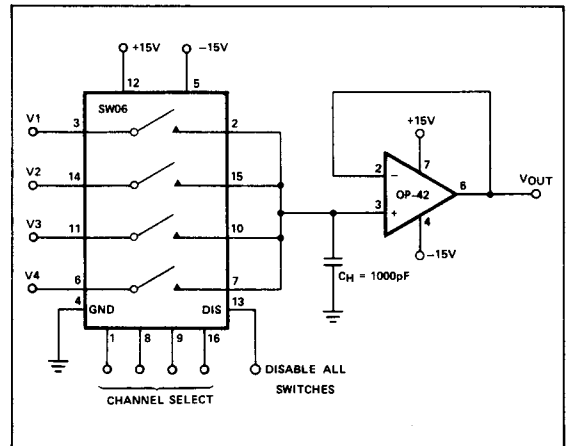 +15V
-15V
12
5
SW06
V1
3
2
V2
14
15
V3
11
10
V4
6
7
4
GND
DIS
13
1
8
9
16
CHANNEL SELECT
DISABLE ALL
SWITCHES
+15V
7
2
-
OP-42
6
VOUT
3
+
4
-15V
CH = 1000pF